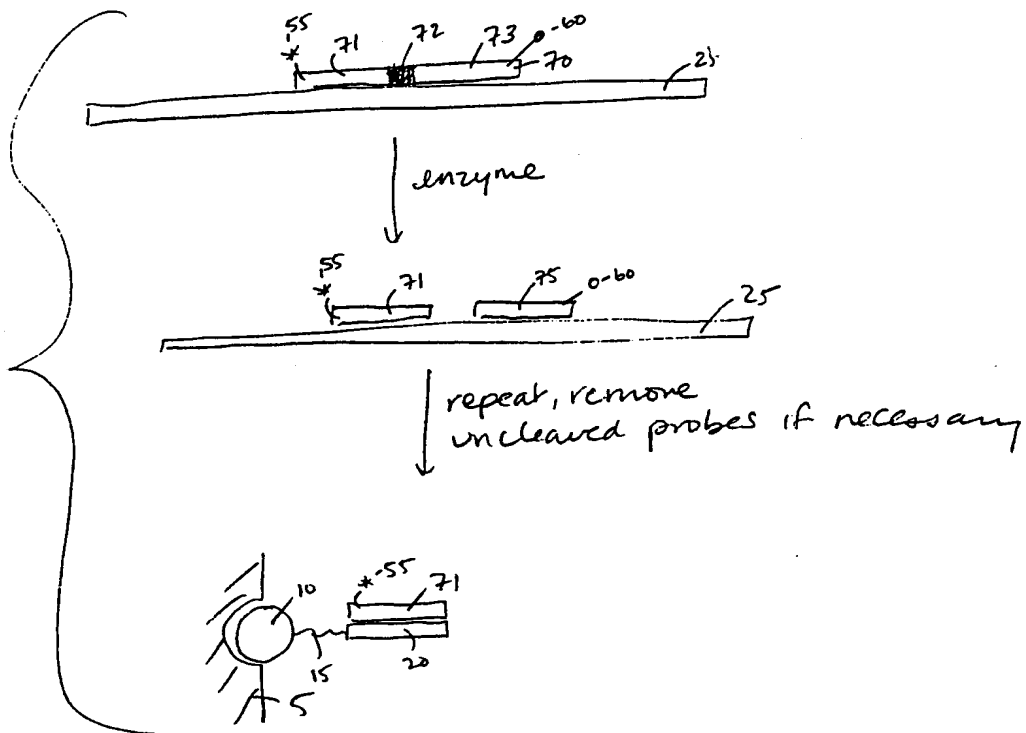 *55 71 72 73 o-60
70 25
enzyme
*55 71 75 o-60
25
repeat, remove
uncleaved probes if necessary
10 *-55 71
15 20
5